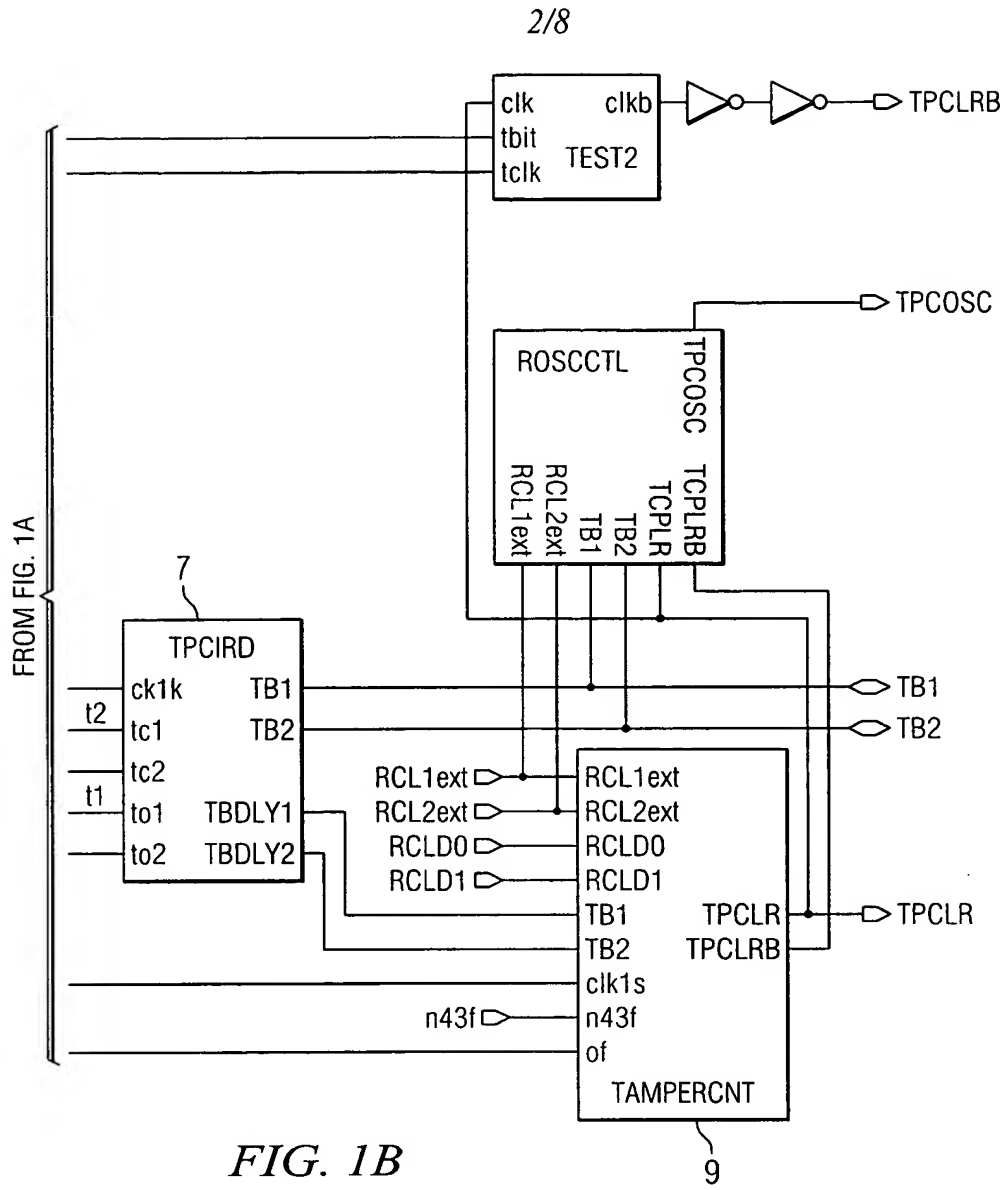 2/8
clk clkb TPCLRB
tbit
TEST2
tclk
TPCOSC
ROSCCTL
TPCOSC
RCL1ext
RCL2ext
TB1
TB2
TCPLR
TCPLRB
FROM FIG. 1A
7
TPCIRD
ck1k TB1 TB1
t2
tc1 TB2 TB2
tc2
t1
to1 TBDLY1
to2 TBDLY2
RCL1ext RCL1ext
RCL2ext RCL2ext
RCLD0 RCLD0
RCLD1 RCLD1
TB1 TPCLR TPCLR
TB2 TPCLRB
clk1s
n43f n43f
of
TAMPERCNT
9
FIG. 1B